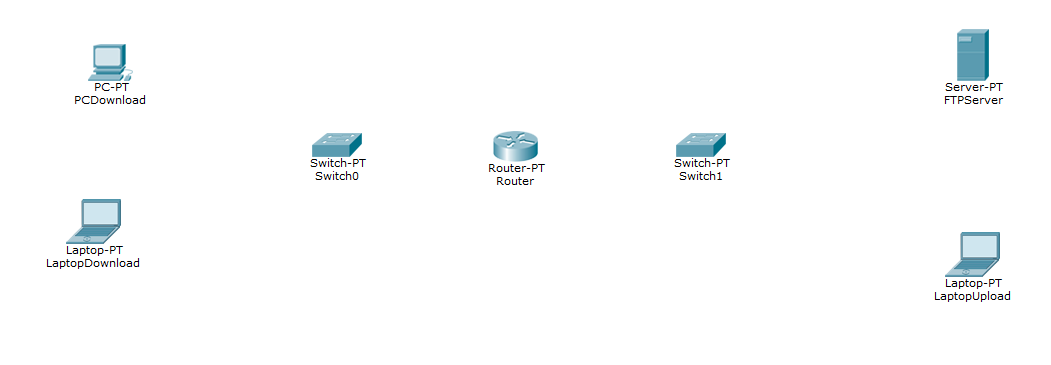 PC-PT
PCDownload
Server-PT
FTPServer
Switch-PT
Switch0
Router-PT
Router
Switch-PT
Switch1
Laptop-PT
LaptopDownload
Laptop-PT
LaptopUpload